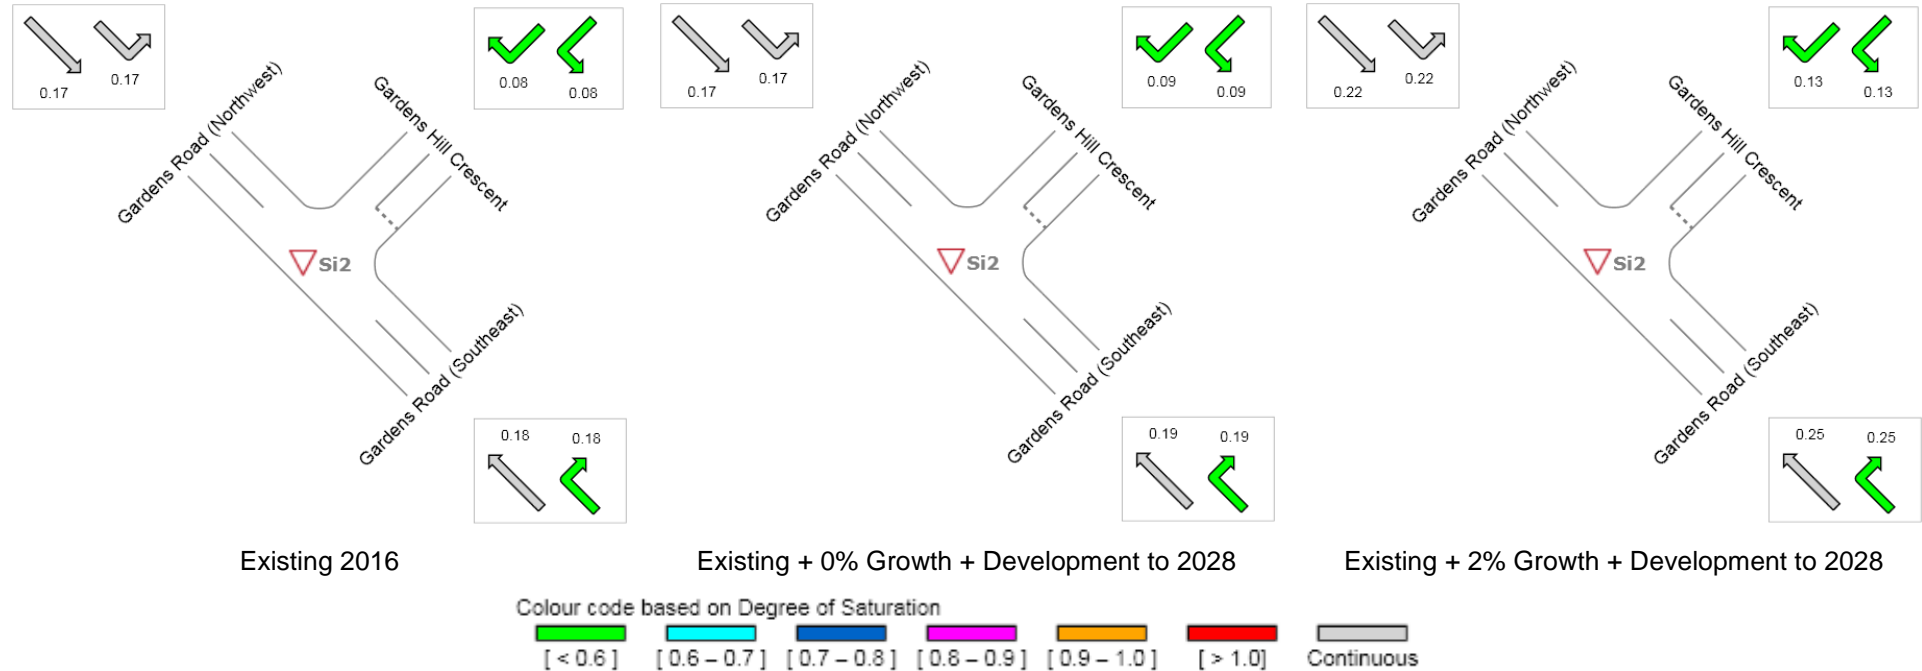 0.17
0.17
Gardens Road (Northwest)
0.08
0.08
Gardens Hill Crescent
Si2
Gardens Road (Southeast)
0.18
0.18
Existing 2016
0.17
0.17
Gardens Road (Northwest)
0.09
0.09
Gardens Hill Crescent
Si2
Gardens Road (Southeast)
0.19
0.19
Existing + 0% Growth + Development to 2028
0.22
0.22
Gardens Road (Northwest)
0.13
0.13
Gardens Hill Crescent
Si2
Gardens Road (Southeast)
0.25
0.25
Existing + 2% Growth + Development to 2028
Colour code based on Degree of Saturation
[ < 0.6 ] [ 0.6 – 0.7 ] [ 0.7 – 0.8 ] [ 0.8 – 0.9 ] [ 0.9 – 1.0 ] [ > 1.0] Continuous